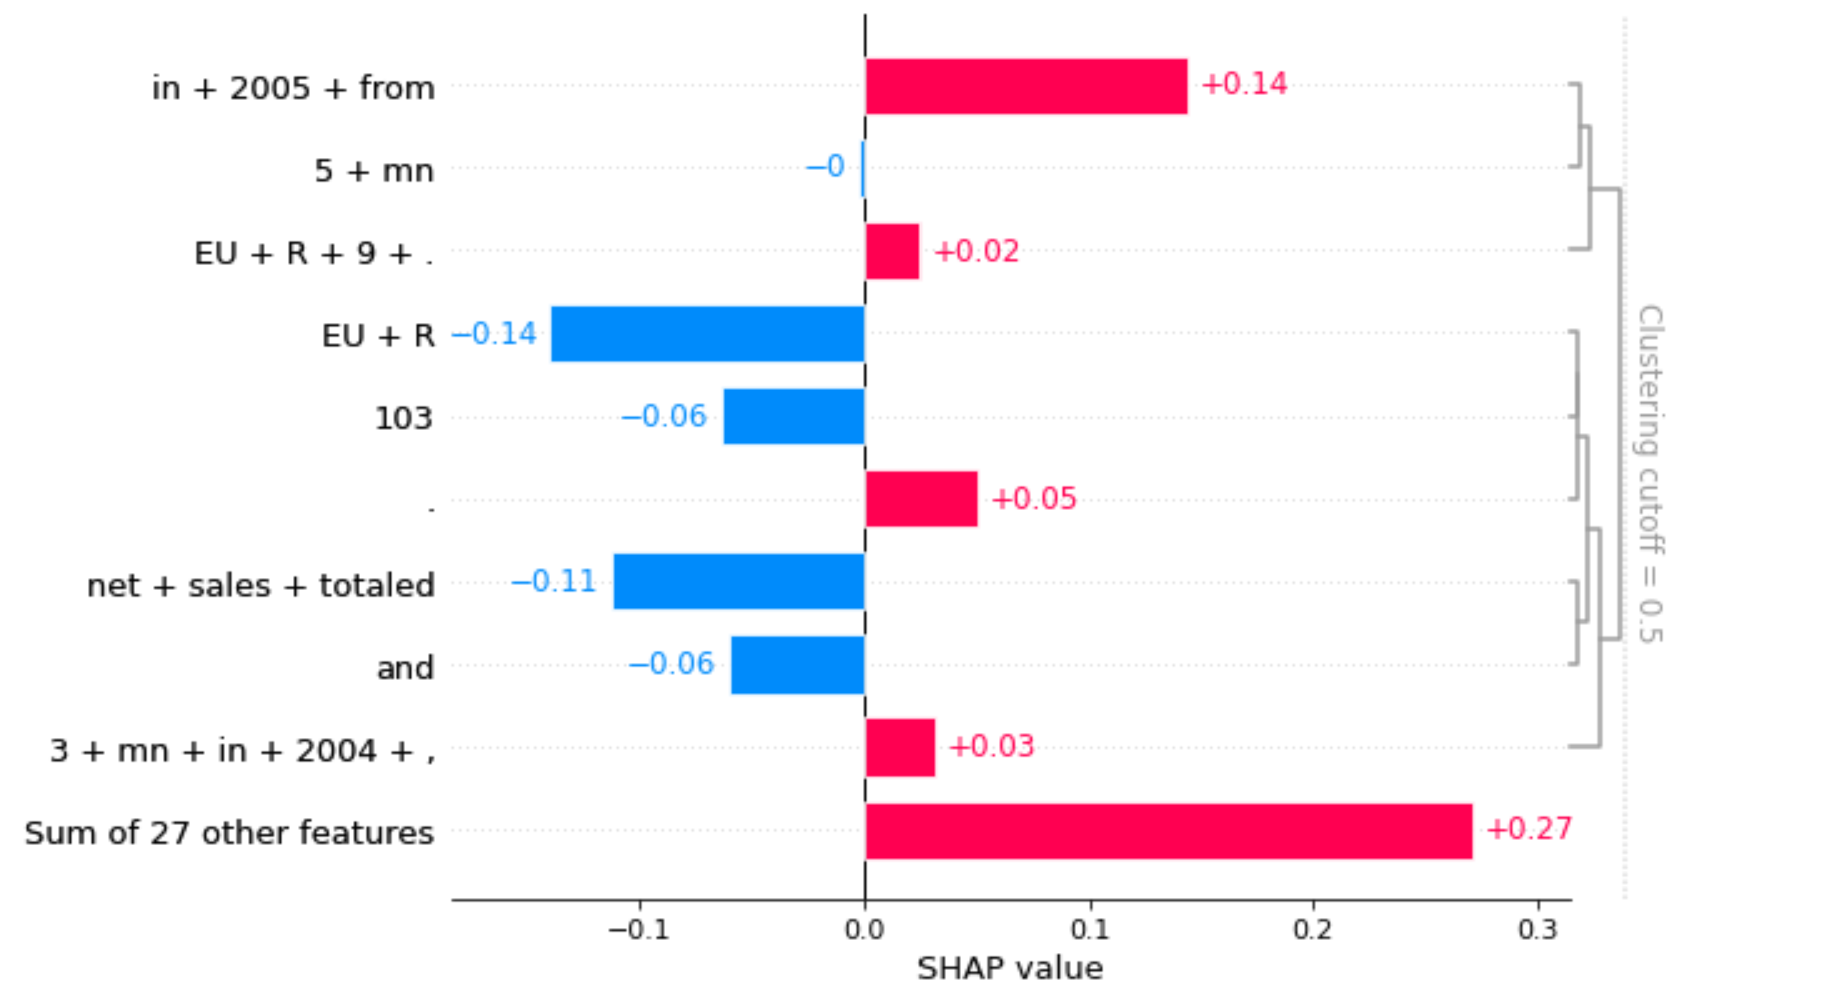 in + 2005 + from
+0.14
5 + mn
−0
EU + R + 9 + .
+0.02
EU + R
−0.14
103
−0.06
.
+0.05
net + sales + totaled
−0.11
and
−0.06
3 + mn + in + 2004 + ,
+0.03
Sum of 27 other features
+0.27
Clustering cutoff = 0.5
−0.1 0.0 0.1 0.2 0.3
SHAP value